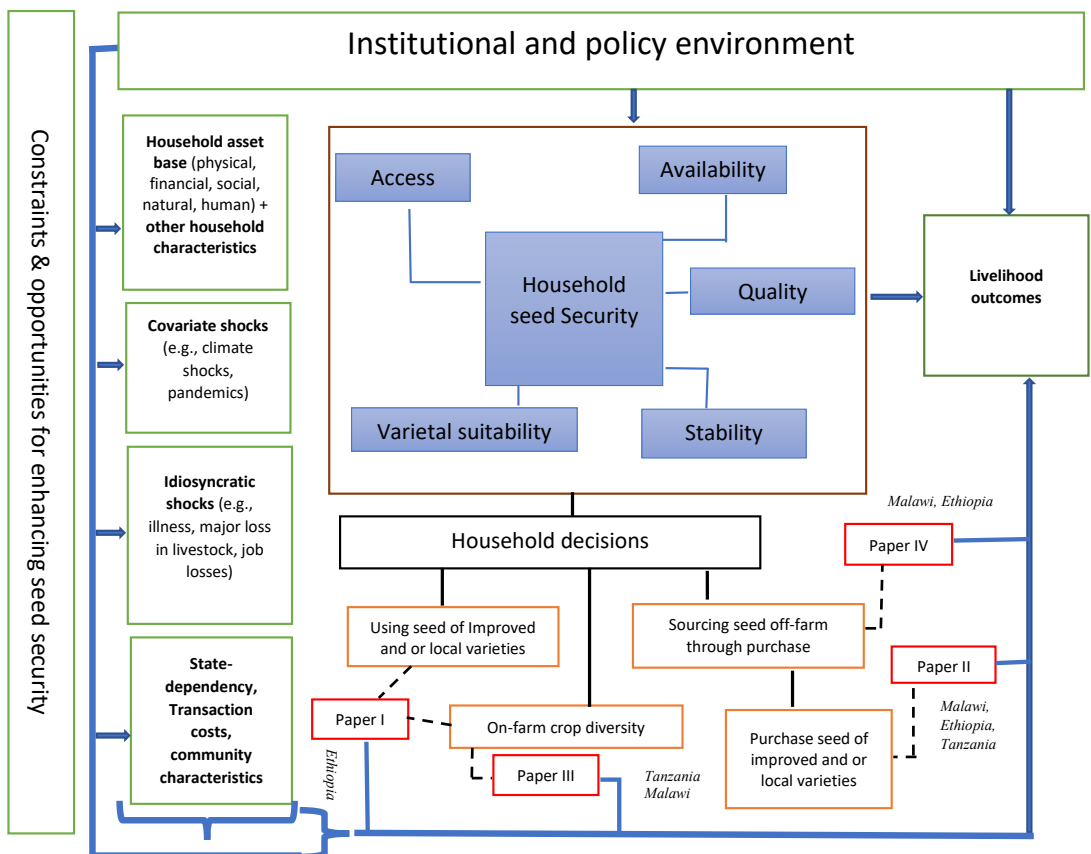 Institutional and policy environment
Constraints & opportunities for enhancing seed security
Household asset
base (physical,
financial, social,
natural, human) +
other household
characteristics
Covariate shocks
(e.g., climate
shocks,
pandemics)
Idiosyncratic
shocks (e.g.,
illness, major loss
in livestock, job
losses)
State-
dependency,
Transaction
costs,
community
characteristics
Access
Availability
Household
seed Security
Quality
Varietal suitability
Stability
Livelihood
outcomes
Household decisions
Malawi, Ethiopia
Paper IV
Using seed of Improved
and or local varieties
Sourcing seed off-farm
through purchase
Paper II
Malawi,
Ethiopia,
Tanzania
Paper I
Ethiopia
On-farm crop diversity
Paper III
Tanzania
Malawi
Purchase seed of
improved and or
local varieties